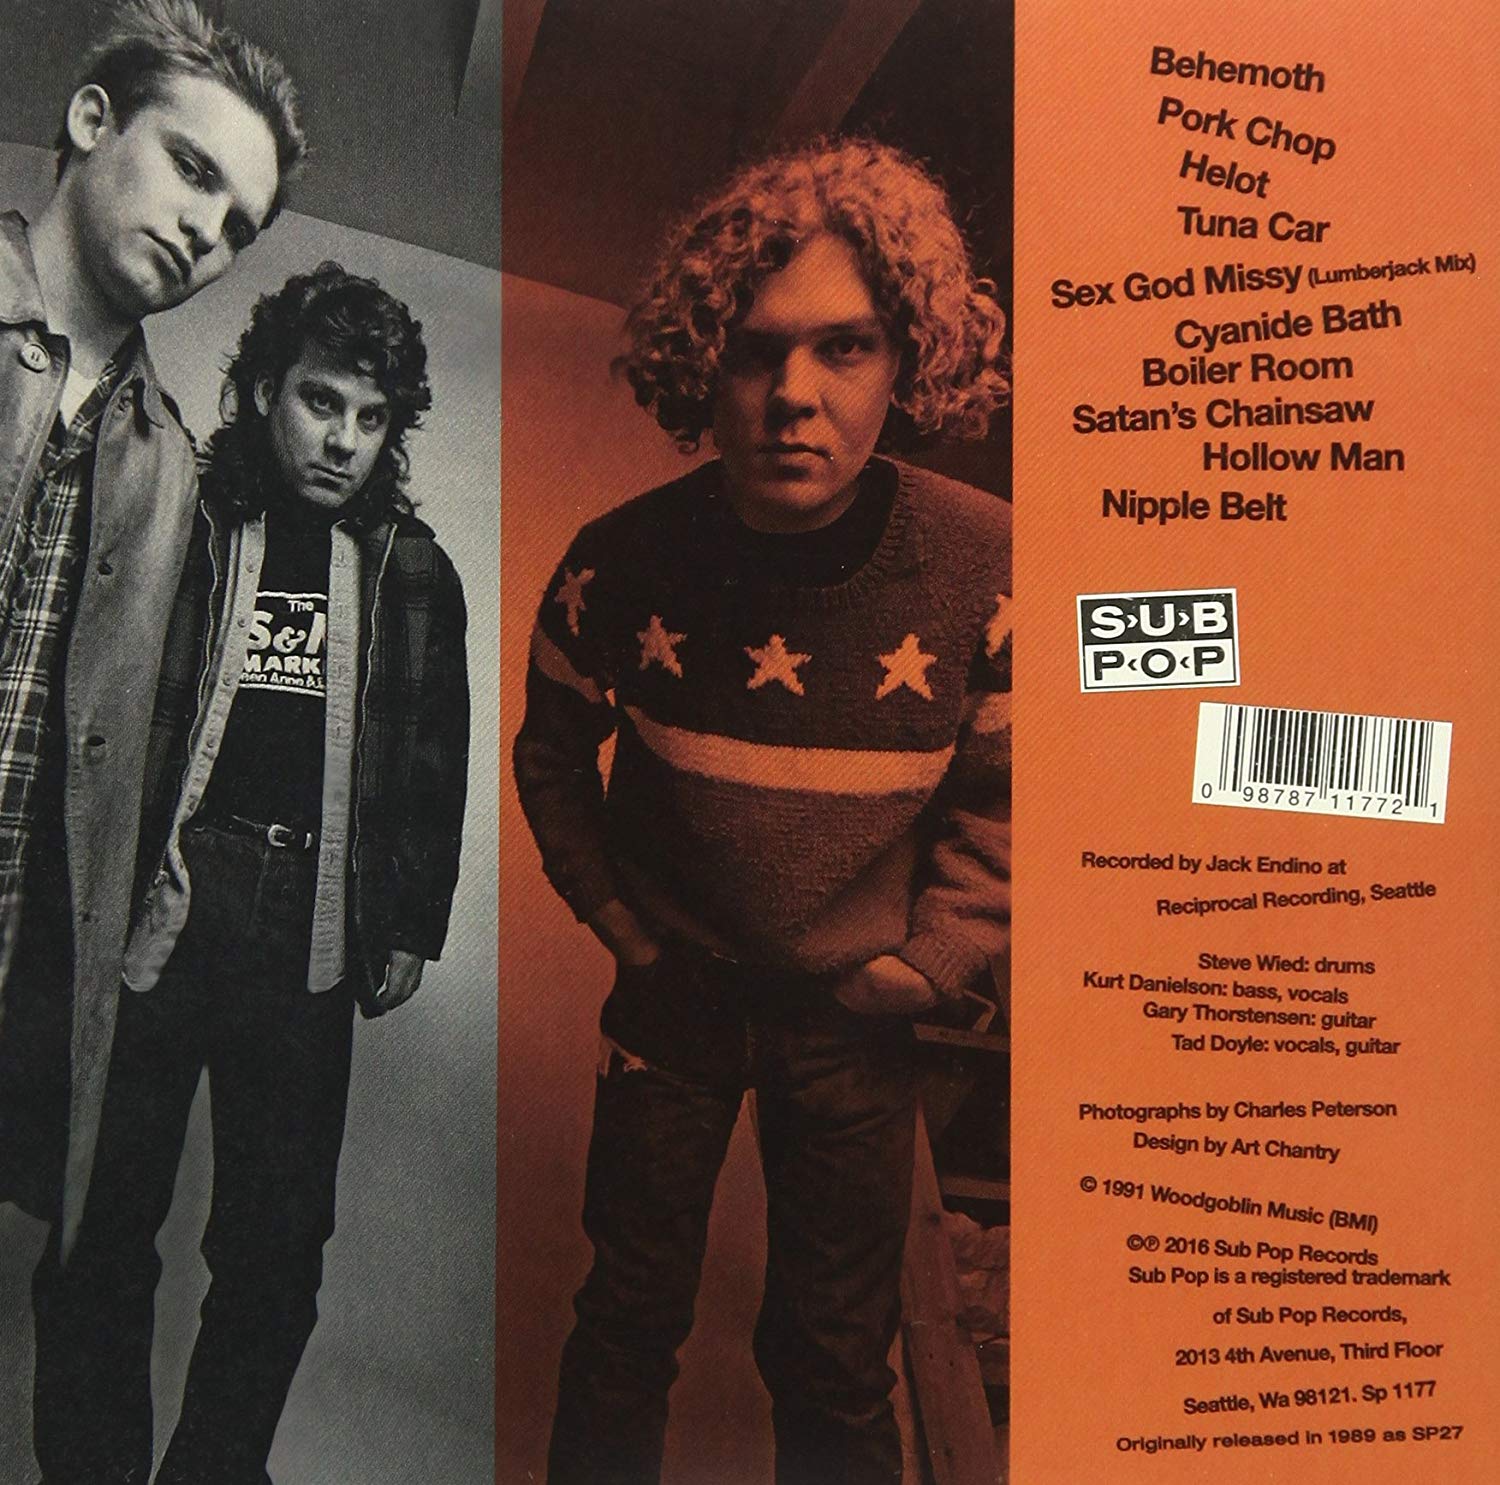 Behemoth
Pork Chop
Helot
Tuna Car
Sex God Missy (Lumberjack Mix)
Cyanide Bath
Boiler Room
Satan's Chainsaw
Hollow Man
Nipple Belt
S›U›B
P‹O‹P
0 98787 11772 1
Recorded by Jack Endino at
Reciprocal Recording, Seattle
Steve Wied: drums
Kurt Danielson: bass, vocals
Gary Thorstensen: guitar
Tad Doyle: vocals, guitar
Photographs by Charles Peterson
Design by Art Chantry
© 1991 Woodgoblin Music (BMI)
©℗ 2016 Sub Pop Records
Sub Pop is a registered trademark
of Sub Pop Records,
2013 4th Avenue, Third Floor
Seattle, Wa 98121. Sp 1177
Originally released in 1989 as SP27
The
S&
MARK
Anne &